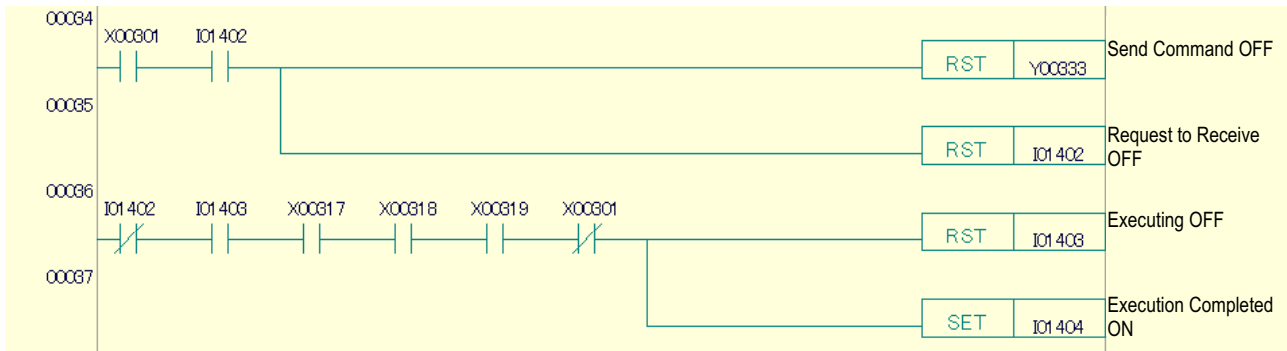 00034
X00301 I01402
RST Y00333 Send Command OFF
00035
RST I01402 Request to Receive
OFF
00036
I01402 I01403 X00317 X00318 X00319 X00301
RST I01403 Executing OFF
00037
SET I01404 Execution Completed
ON